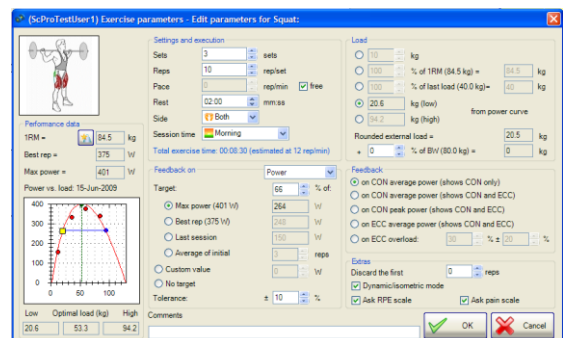 (ScProTestUser1) Exercise parameters - Edit parameters for Squat:
Settings and execution
Sets 3 sets
Reps 10 rep/set
Pace 0 rep/min free
Rest 02:00 mm:ss
Side Both
Session time Morning
Total exercise time: 00:08:30 (estimated at 12 rep/min)
Load
10 kg
100 % of 1RM (84.5 kg) = 84.5 kg
100 % of last load (40.0 kg)= 40 kg
20.6 kg (low)
from power curve
94.2 kg (high)
Rounded external load = 20.5 kg
+ 0 % of BW (80.0 kg) = 0 kg
Performance data
1RM = 84.5 kg
Best rep = 375 W
Max power = 401 W
Power vs. load: 15-Jun-2009
400
300
200
100
0
0 50 100
Low Optimal load (kg) High
20.6 53.3 94.2
Feedback on Power
Target: 66 % of:
Max power (401 W) 264 W
Best rep (375 W) 248 W
Last session 150 W
Average of initial 3 reps
Custom value 0 W
No target
Tolerance: ± 10 %
Feedback
on CON average power (shows CON only)
on CON average power (shows CON and ECC)
on CON peak power (shows CON and ECC)
on ECC average power (shows CON and ECC)
on ECC overload: 30 % ± 20 %
Extras
Discard the first 0 reps
Dynamic/isometric mode
Ask RPE scale Ask pain scale
Comments
OK Cancel